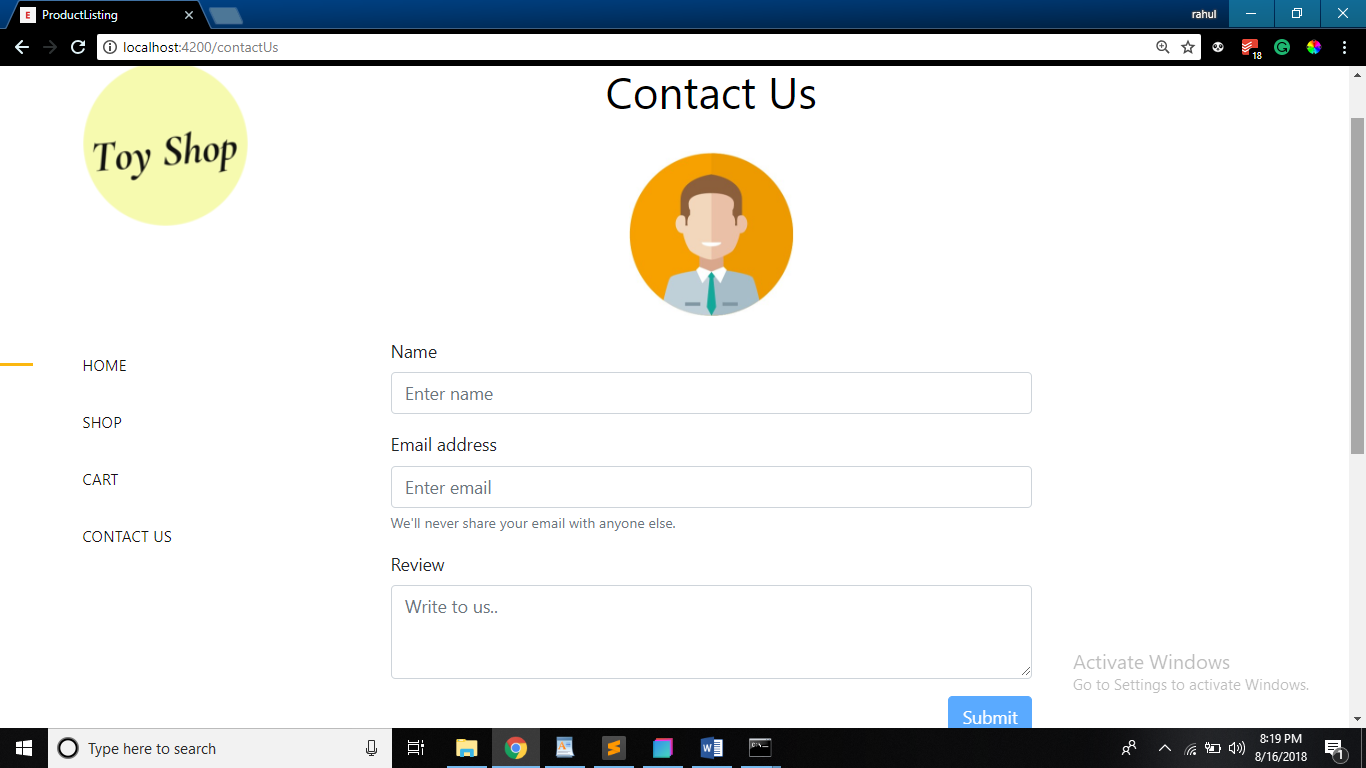 E ProductListing
rahul
localhost:4200/contactUs
18
Toy Shop
Contact Us
HOME
SHOP
CART
CONTACT US
Name
Enter name
Email address
Enter email
We'll never share your email with anyone else.
Review
Write to us..
Submit
Activate Windows
Go to Settings to activate Windows.
Type here to search
8:19 PM
8/16/2018
1